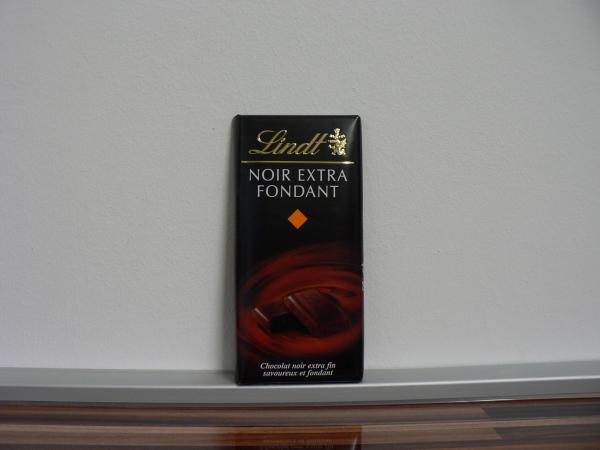 Lindt
NOIR EXTRA
FONDANT
Chocolat noir extra fin
savoureux et fondant